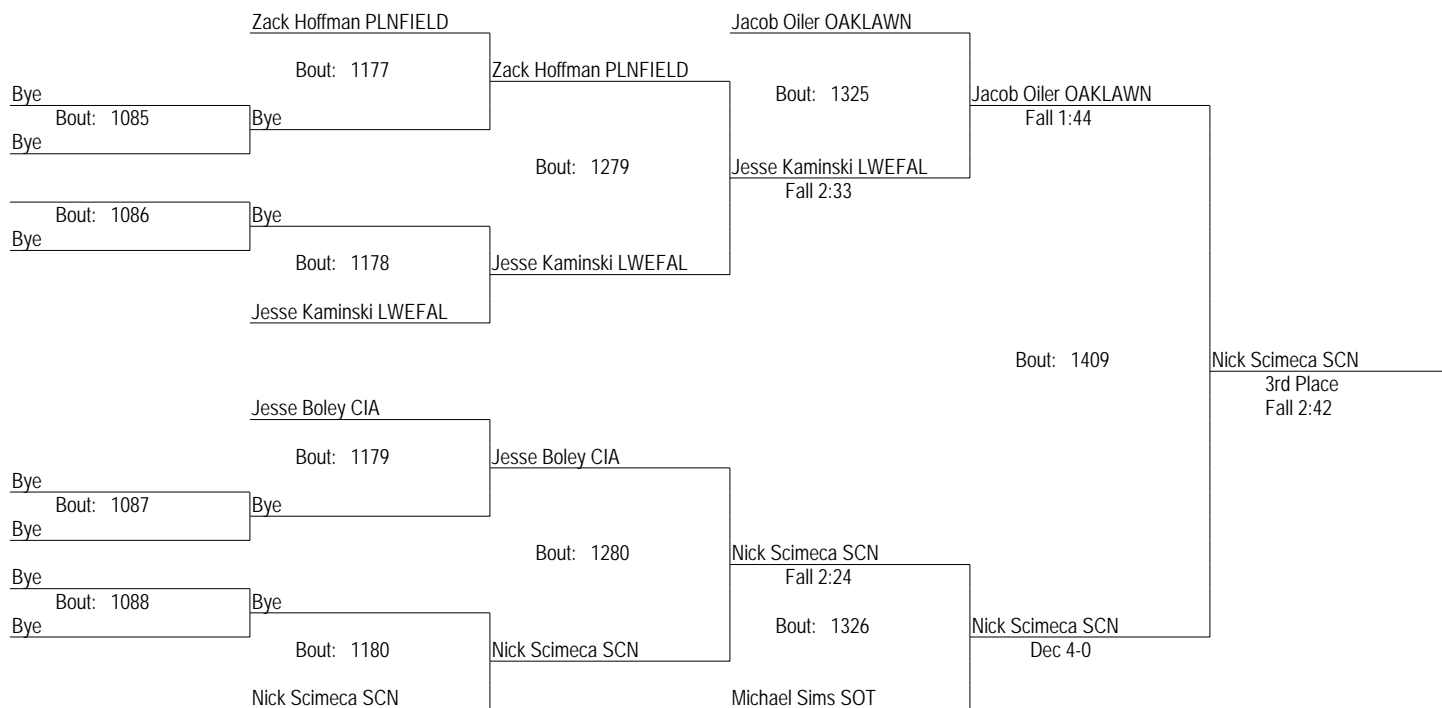 Zack Hoffman PLNFIELD
Jacob Oiler OAKLAWN
Bout: 1177
Zack Hoffman PLNFIELD
Bye
Bout: 1325
Jacob Oiler OAKLAWN
Bout: 1085
Bye
Fall 1:44
Bye
Bout: 1279
Jesse Kaminski LWEFAL
Fall 2:33
Bout: 1086
Bye
Bye
Bout: 1178
Jesse Kaminski LWEFAL
Jesse Kaminski LWEFAL
Bout: 1409
Nick Scimeca SCN
3rd Place
Fall 2:42
Jesse Boley CIA
Bout: 1179
Jesse Boley CIA
Bye
Bout: 1087
Bye
Bye
Bout: 1280
Nick Scimeca SCN
Fall 2:24
Bye
Bout: 1088
Bye
Bye
Bout: 1326
Nick Scimeca SCN
Dec 4-0
Bout: 1180
Nick Scimeca SCN
Nick Scimeca SCN
Michael Sims SOT